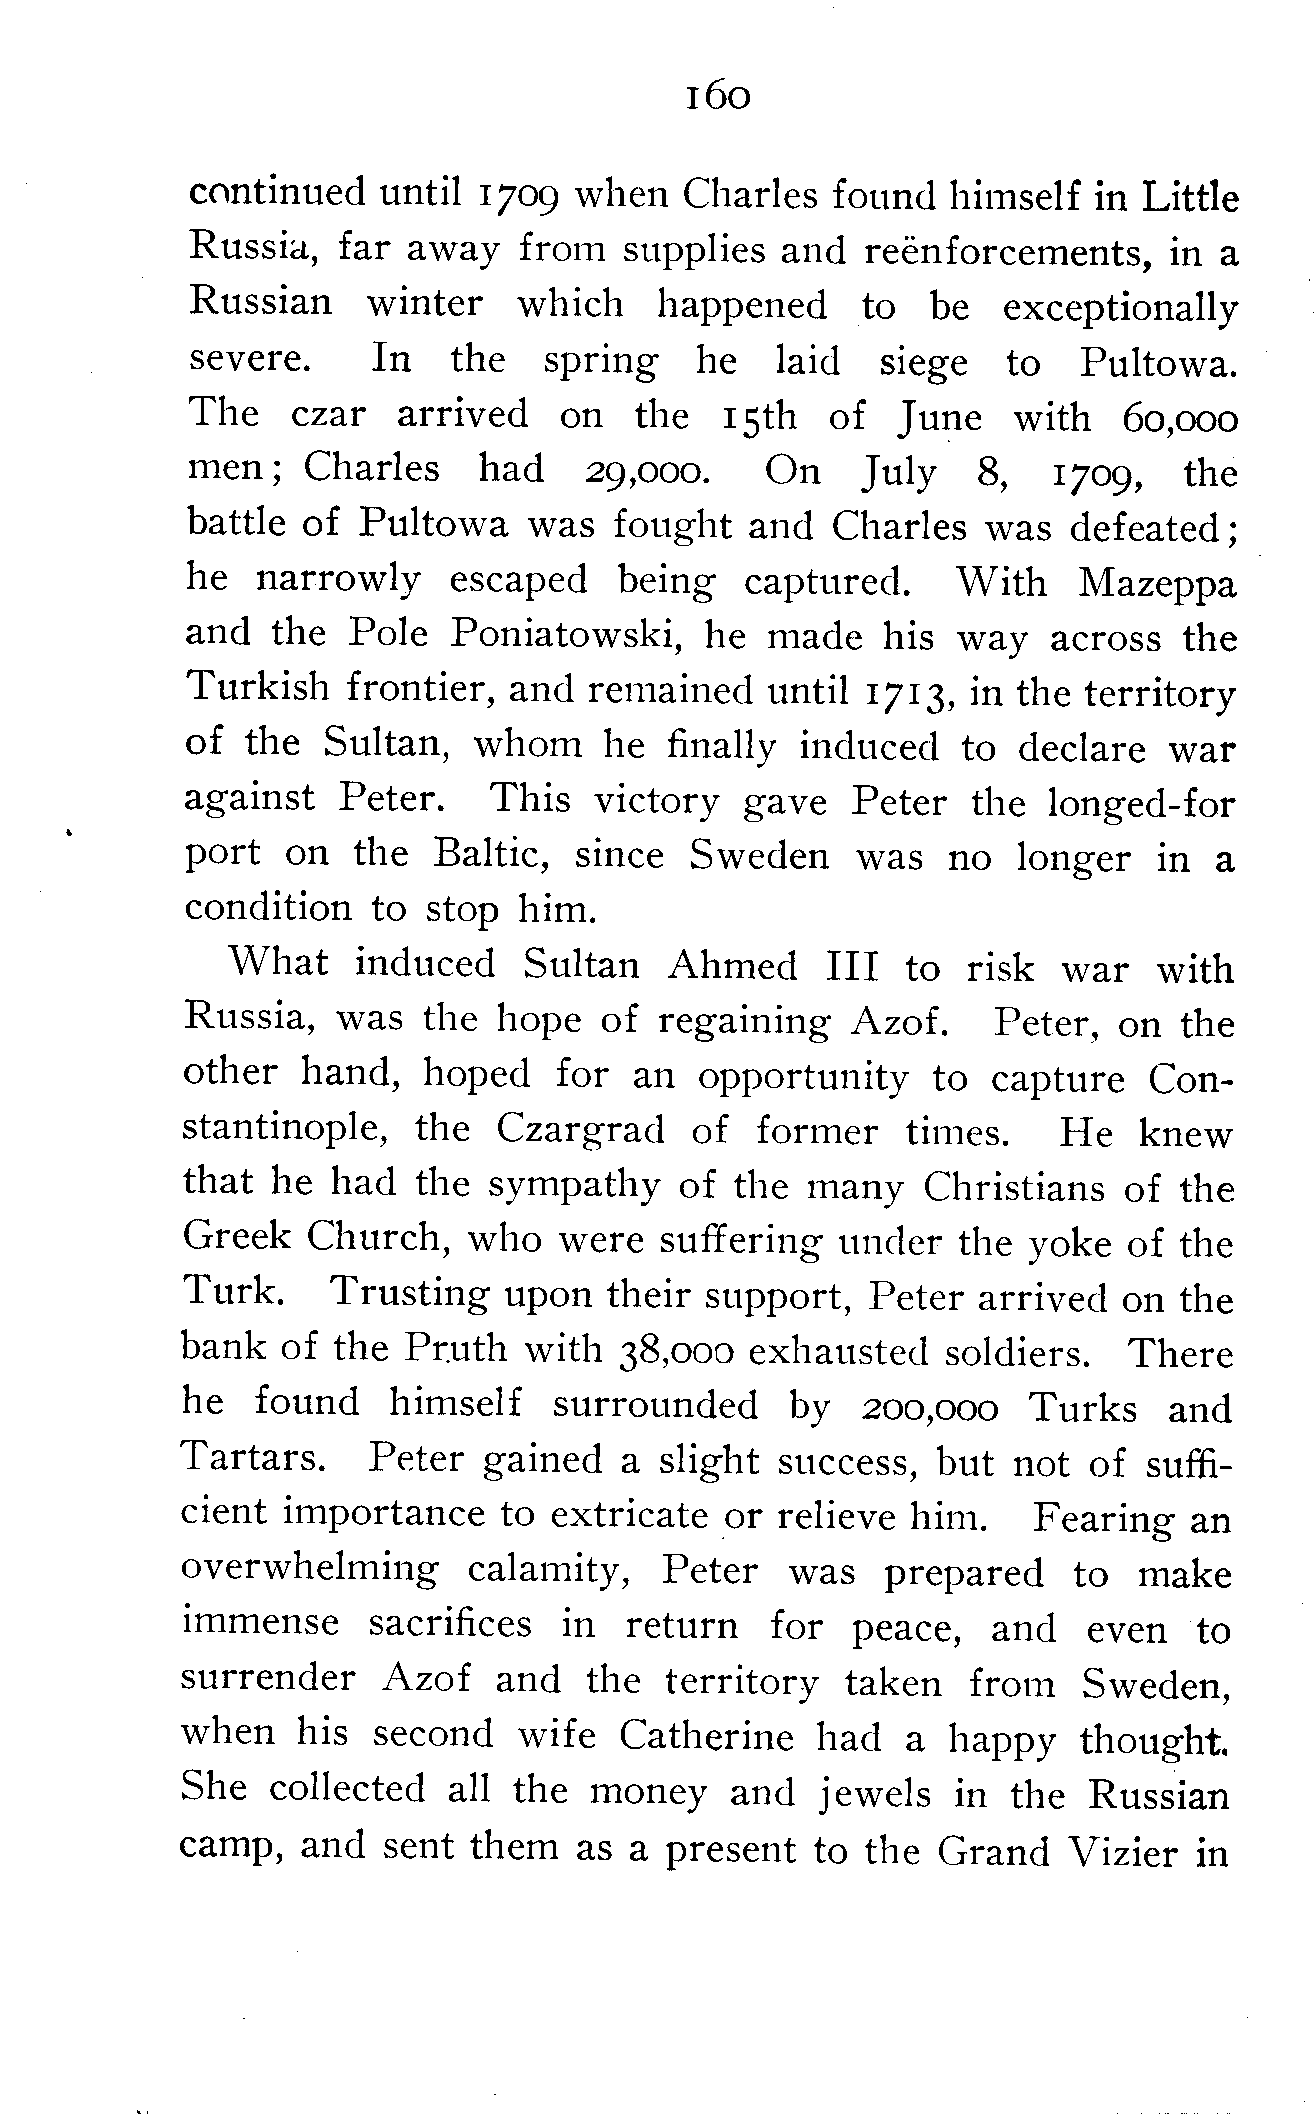 160
continued until 1709 when Charles found himself in Little
Russia, far away from supplies and reënforcements, in a
Russian winter which happened to be exceptionally
severe. In the spring he laid siege to Pultowa.
The czar arrived on the 15th of June with 60,000
men; Charles had 29,000. On July 8, 1709, the
battle of Pultowa was fought and Charles was defeated;
he narrowly escaped being captured. With Mazeppa
and the Pole Poniatowski, he made his way across the
Turkish frontier, and remained until 1713, in the territory
of the Sultan, whom he finally induced to declare war
against Peter. This victory gave Peter the longed-for
port on the Baltic, since Sweden was no longer in a
condition to stop him.
What induced Sultan Ahmed III to risk war with
Russia, was the hope of regaining Azof. Peter, on the
other hand, hoped for an opportunity to capture Con-
stantinople, the Czargrad of former times. He knew
that he had the sympathy of the many Christians of the
Greek Church, who were suffering under the yoke of the
Turk. Trusting upon their support, Peter arrived on the
bank of the Pruth with 38,000 exhausted soldiers. There
he found himself surrounded by 200,000 Turks and
Tartars. Peter gained a slight success, but not of suffi-
cient importance to extricate or relieve him. Fearing an
overwhelming calamity, Peter was prepared to make
immense sacrifices in return for peace, and even to
surrender Azof and the territory taken from Sweden,
when his second wife Catherine had a happy thought.
She collected all the money and jewels in the Russian
camp, and sent them as a present to the Grand Vizier in